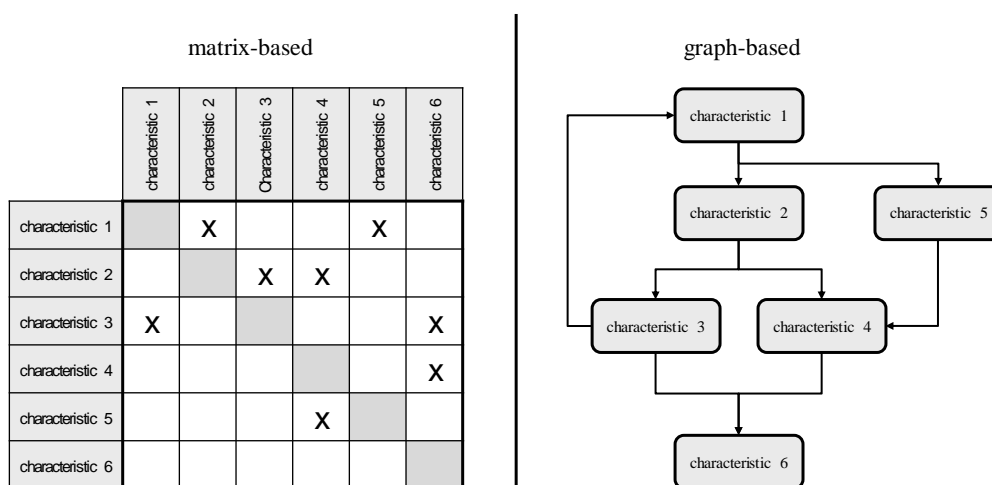 matrix-based
characteristic 1
characteristic 2
Characteristic 3
characteristic 4
characteristic 5
characteristic 6
characteristic 1 X X
characteristic 2 X X
characteristic 3 X X
characteristic 4 X
characteristic 5 X
characteristic 6
graph-based
characteristic 1
characteristic 2
characteristic 5
characteristic 3
characteristic 4
characteristic 6